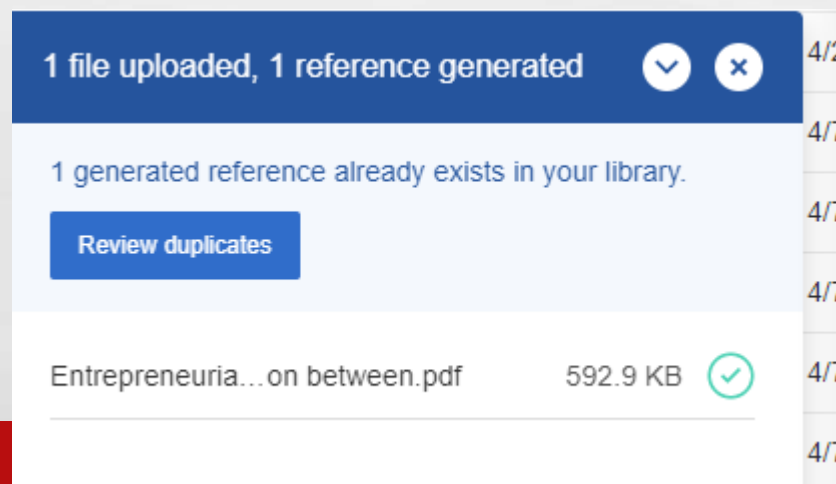 1 file uploaded, 1 reference generated
1 generated reference already exists in your library.
Review duplicates
Entrepreneuria...on between.pdf 592.9 KB